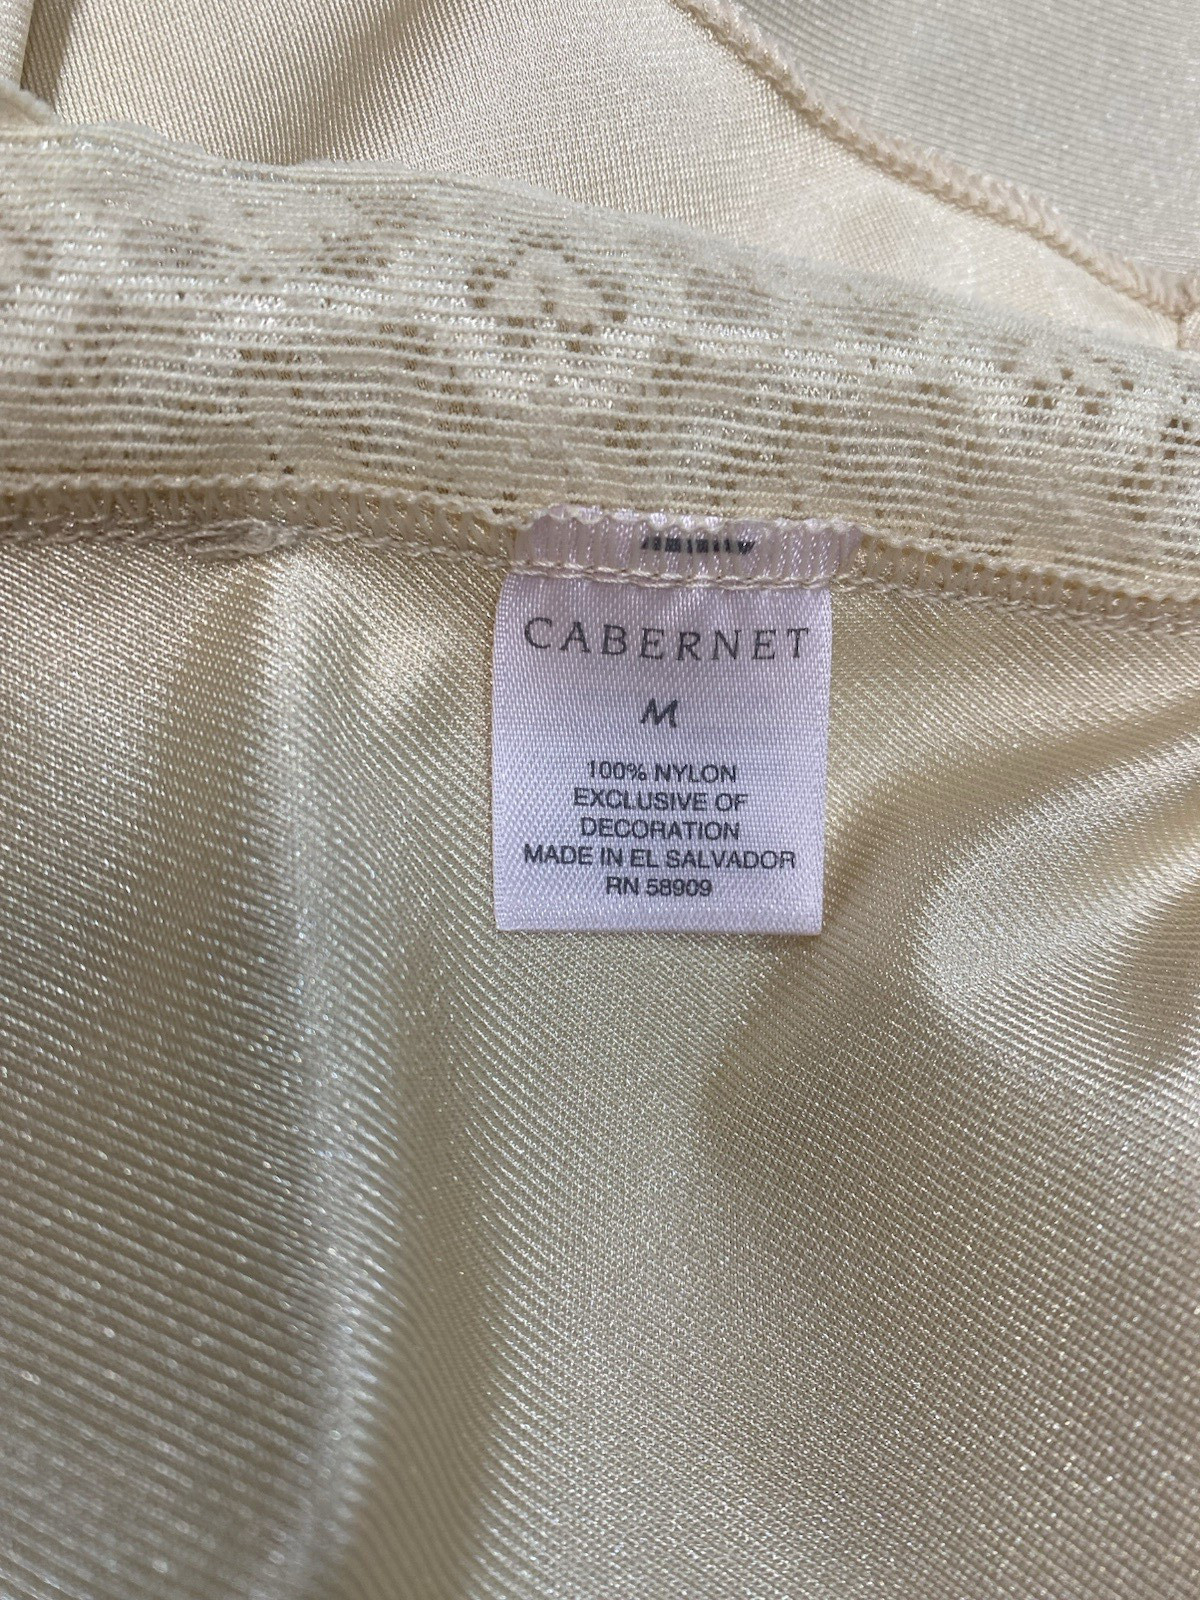 CABERNET
M
100% NYLON
EXCLUSIVE OF
DECORATION
MADE IN EL SALVADOR
RN 58909